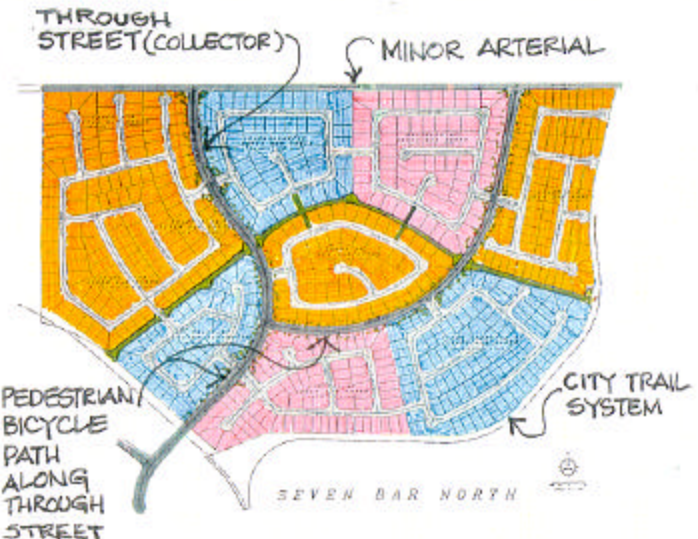 THROUGH
STREET (COLLECTOR)
MINOR ARTERIAL
PEDESTRIAN
BICYCLE
PATH
ALONG
THROUGH
STREET
CITY TRAIL
SYSTEM
SEVEN BAR NORTH